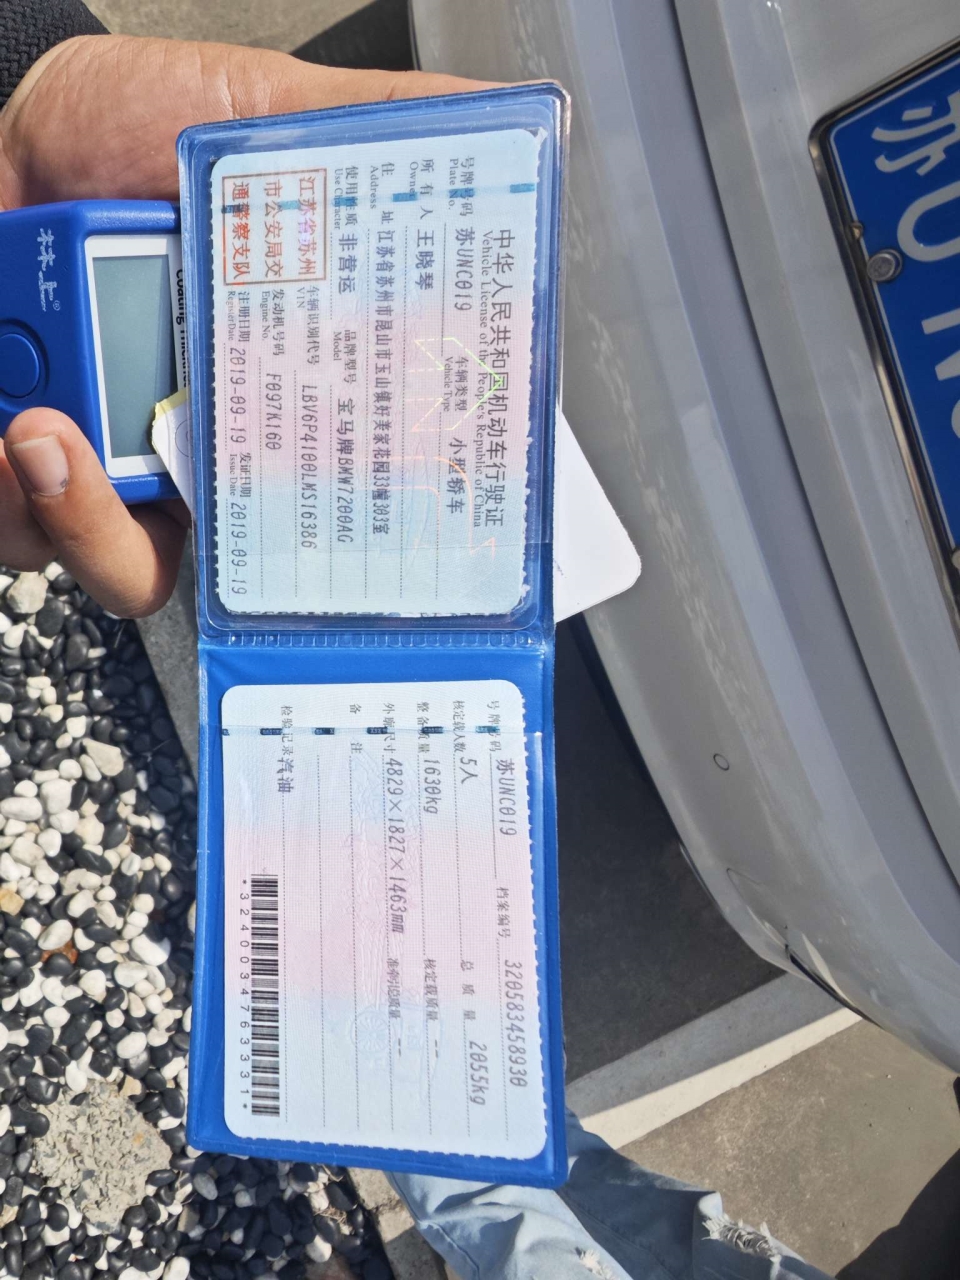 中华人民共和国机动车行驶证
Vehicle License of the People's Republic of China
号牌号码 苏UNC019 车辆类型 小型轿车
Plate No. Vehicle Type
所有人 王晓琴
Owner
住址 江苏省苏州市昆山市玉山镇好美家花园33幢303室
Address
使用性质 非营运 品牌型号 宝马牌BMW7200AG
Use Character Model
江苏省苏州
市公安局交
通警察支队
车辆识别代号 LBV6P4100LMS16386
VIN
发动机号码 F097K160
Engine No.
注册日期 2019-09-19 发证日期 2019-09-19
Register Date Issue Date
号牌号码 苏UNC019 档案编号 320583458930
核定载人数 5人 总质量 2055kg
整备质量 1630kg 核定载质量 --
外廓尺寸 4829×1827×1463mm 准牵引总质量 --
备注
检验记录 汽油
*3240034763331*
苏U